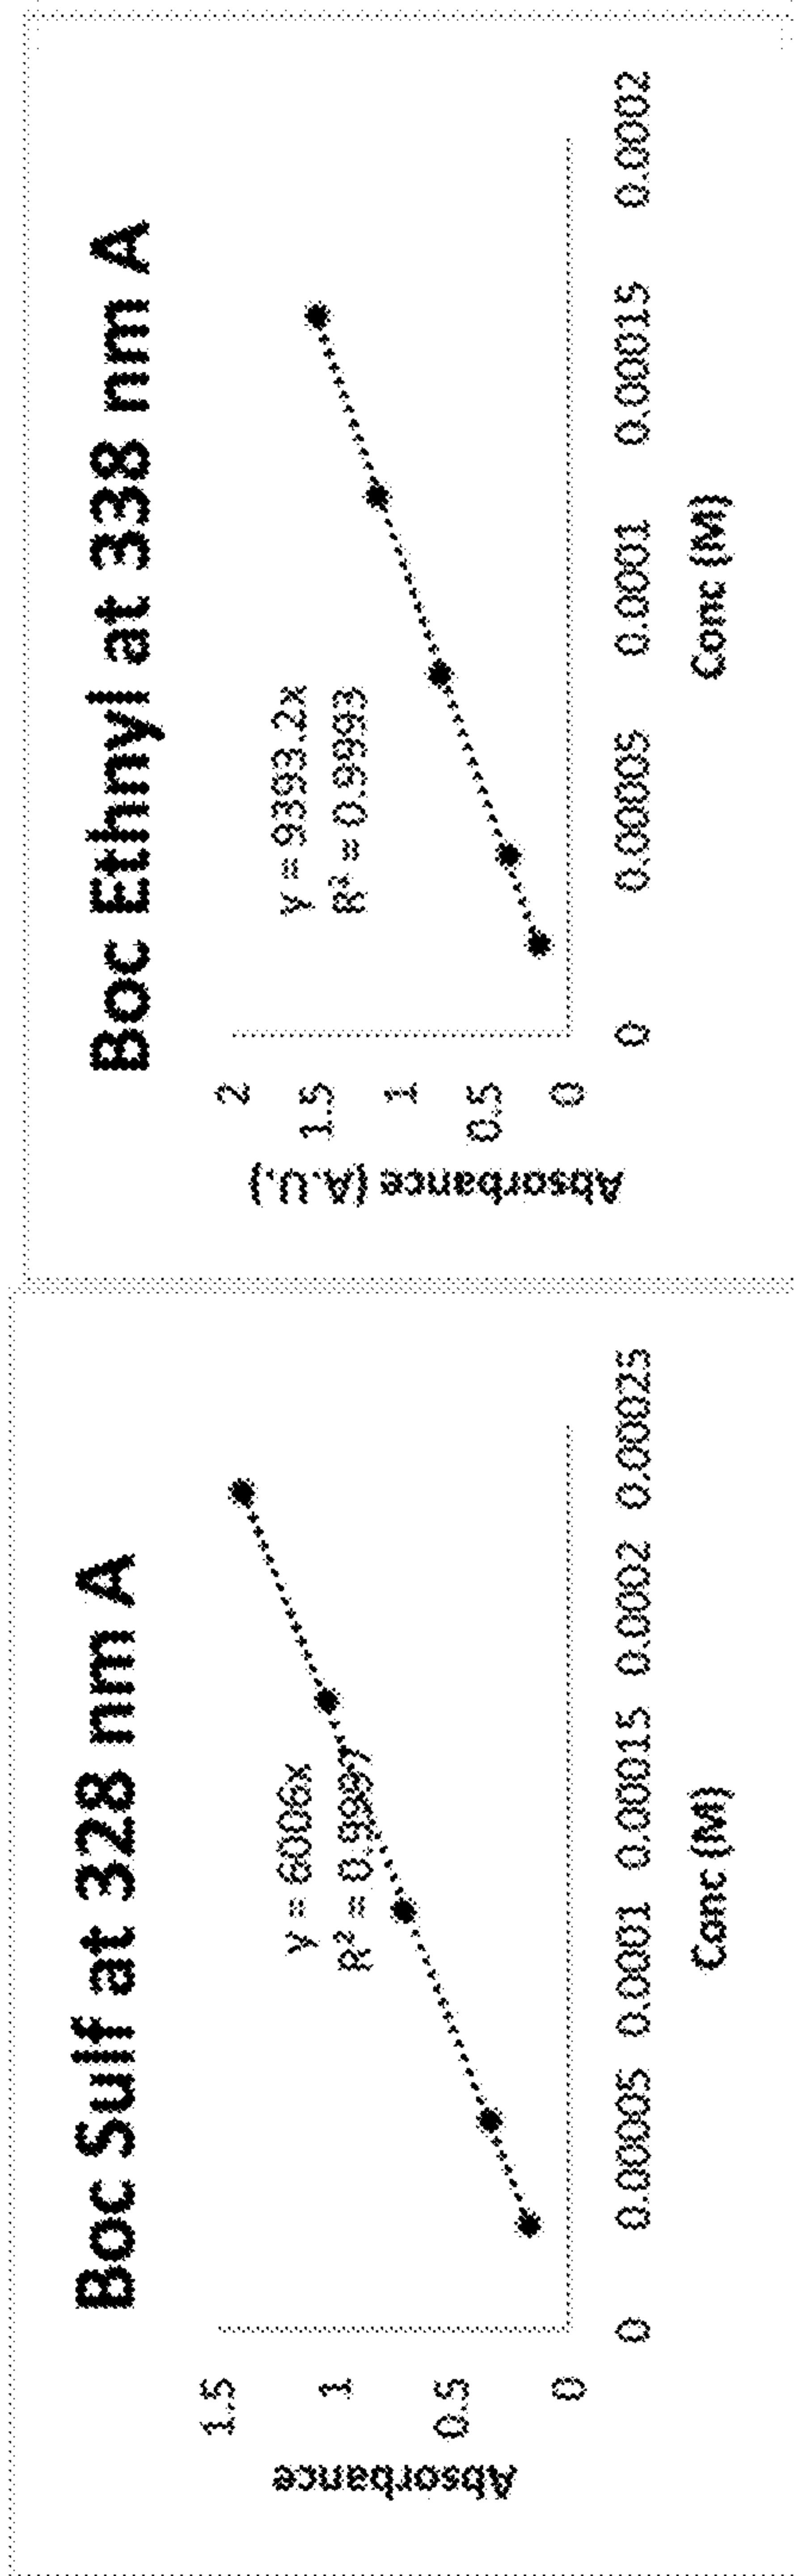 Boc Sulf at 328 nm A
1.5
1
0.5
0
Absorbance
y = 6006x
R² = 0.9997
0 0.00005 0.0001 0.00015 0.0002 0.00025
Conc (M)
Boc Ethnyl at 338 nm A
2
1.5
1
0.5
0
Absorbance (A.U.)
y = 9393.2x
R² = 0.9993
0 0.00005 0.0001 0.00015 0.0002
Conc (M)